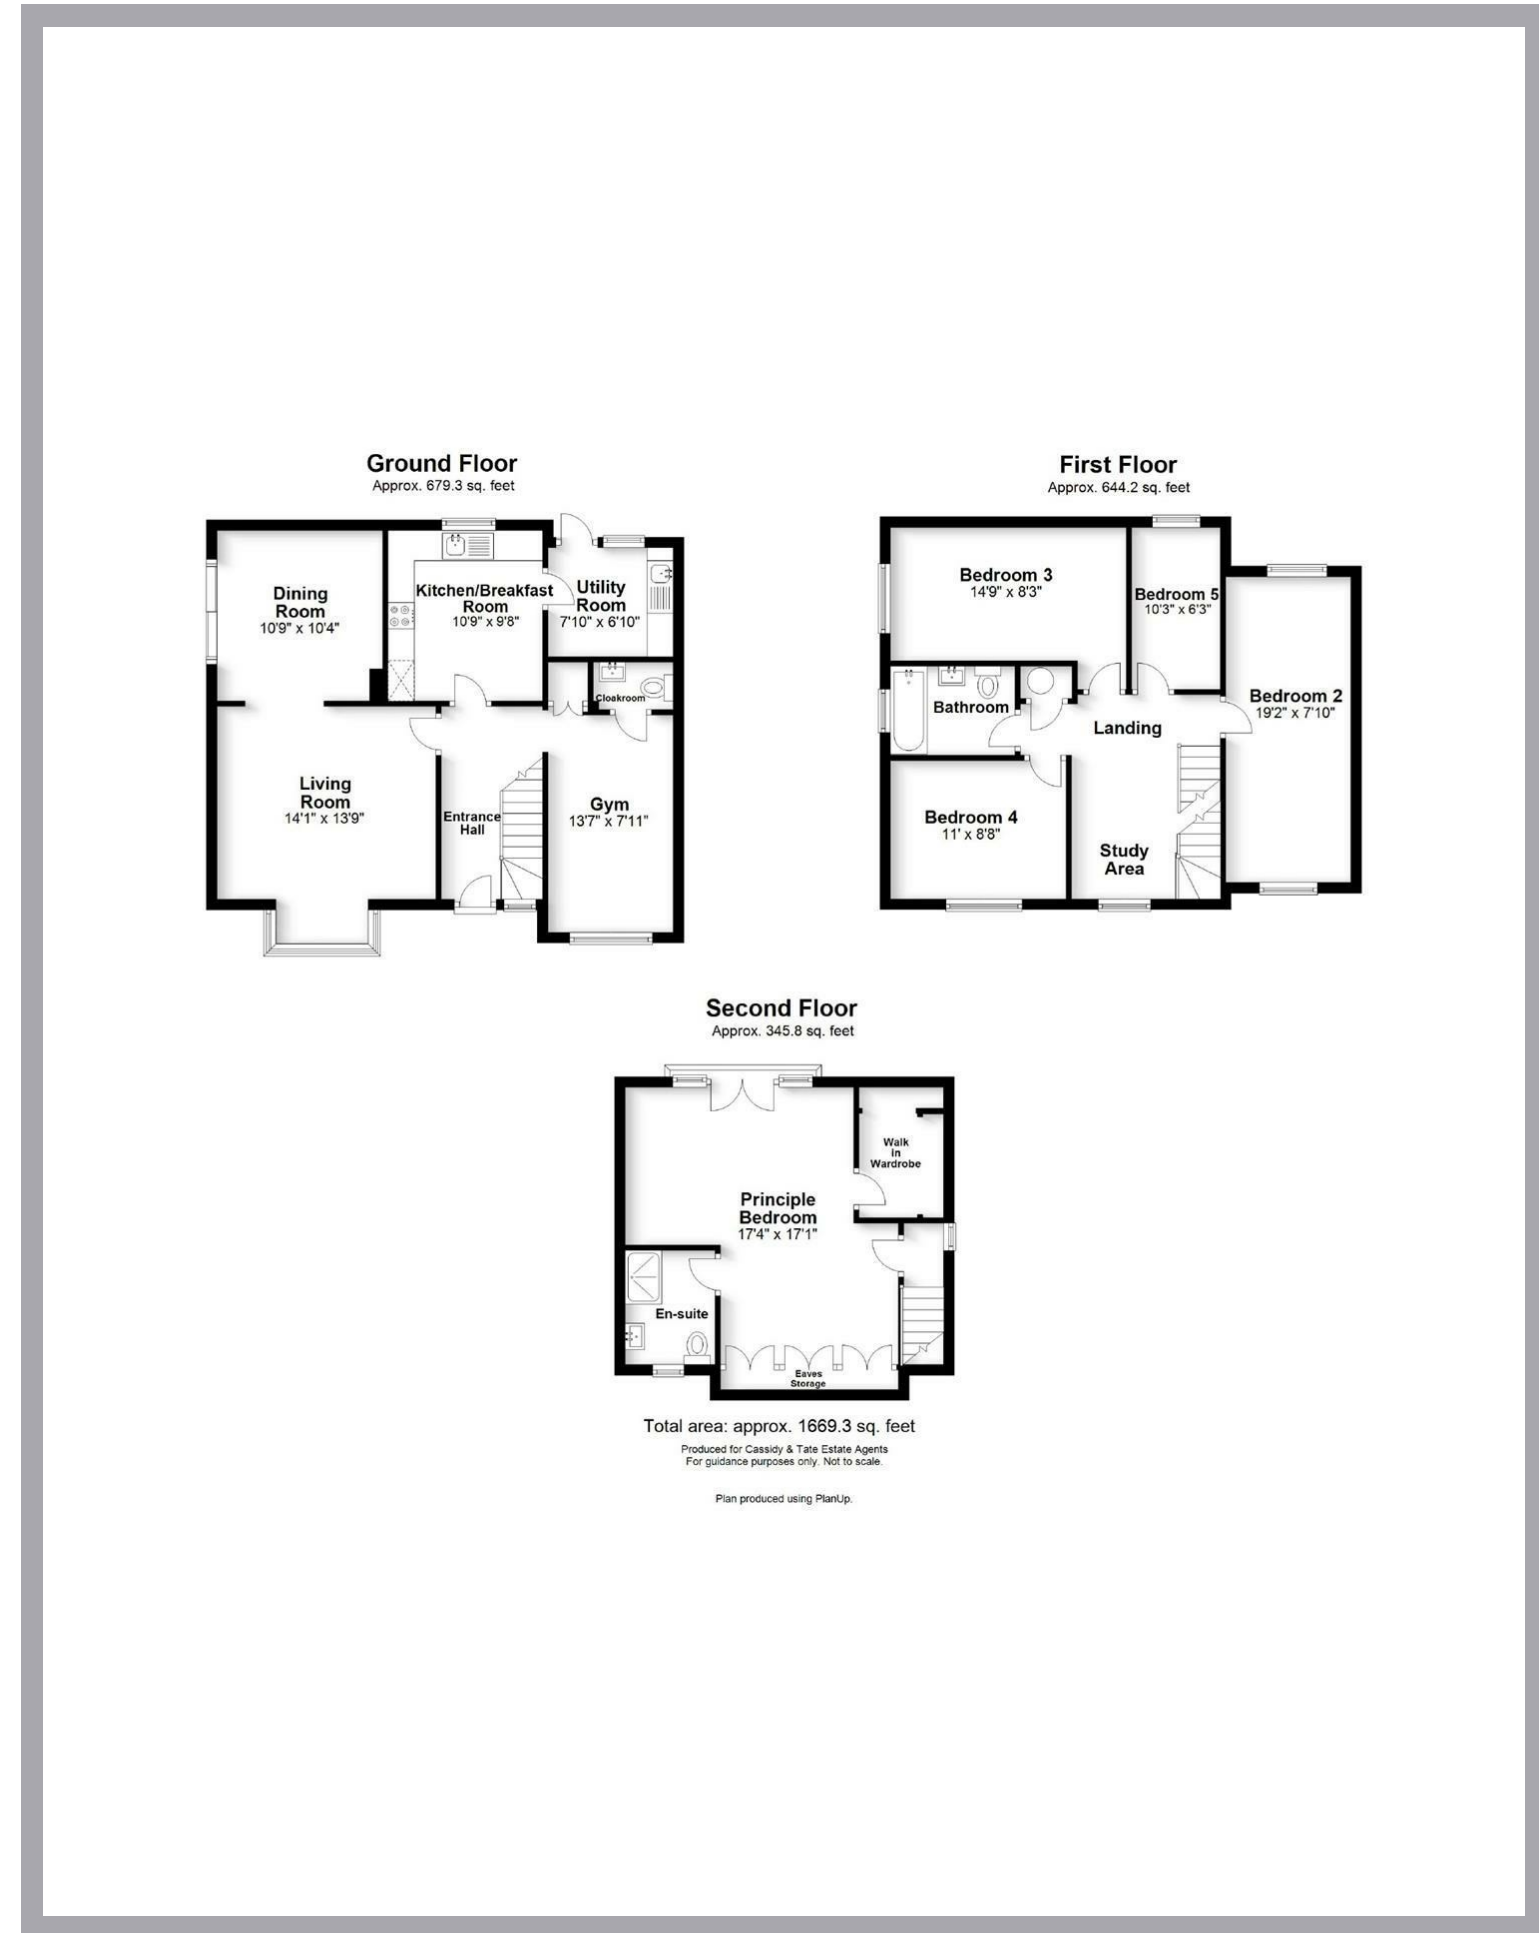 Ground Floor
Approx. 679.3 sq. feet
Dining
Room
10'9" x 10'4"
Kitchen/Breakfast
Room
10'9" x 9'8"
Utility
Room
7'10" x 6'10"
Cloakroom
Living
Room
14'1" x 13'9"
Entrance
Hall
Gym
13'7" x 7'11"
First Floor
Approx. 644.2 sq. feet
Bedroom 3
14'9" x 8'3"
Bedroom 5
10'3" x 6'3"
Bedroom 2
19'2" x 7'10"
Bathroom
Landing
Bedroom 4
11' x 8'8"
Study
Area
Second Floor
Approx. 345.8 sq. feet
Walk
in
Wardrobe
Principle
Bedroom
17'4" x 17'1"
En-suite
Eaves
Storage
Total area: approx. 1669.3 sq. feet
Produced for Cassidy & Tate Estate Agents
For guidance purposes only. Not to scale.
Plan produced using PlanUp.